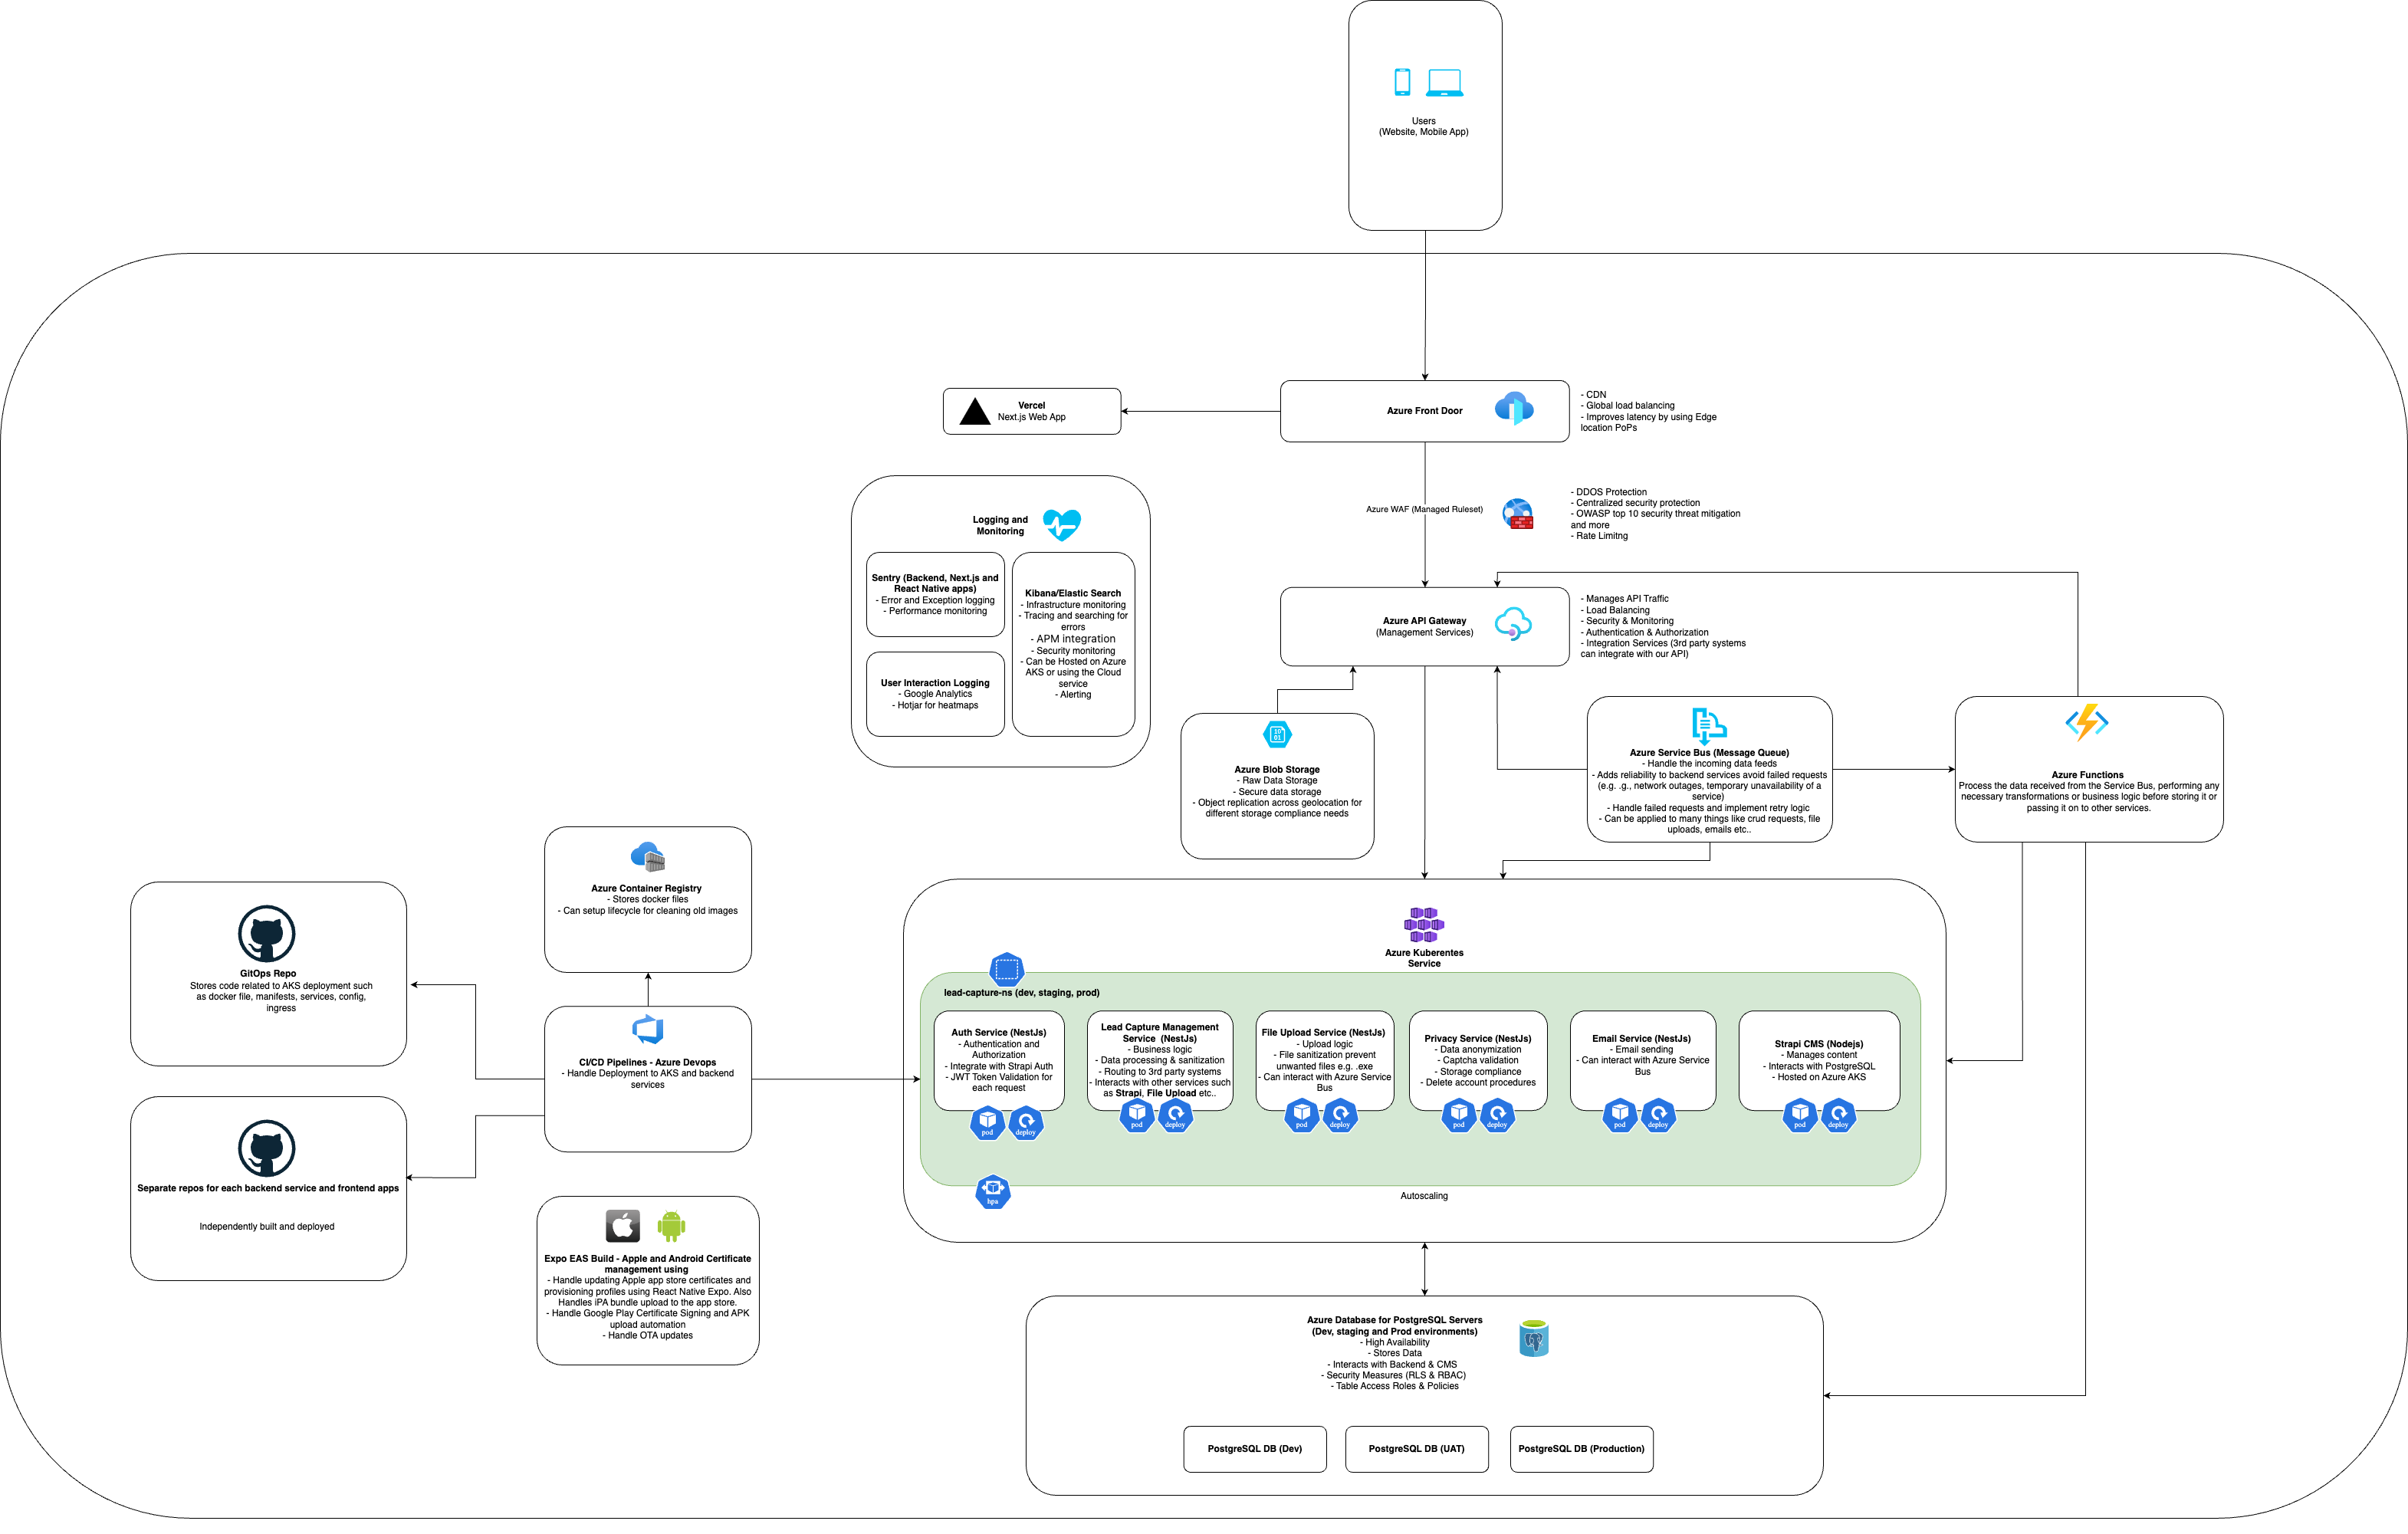 Users
(Website, Mobile App)
Vercel
Next.js Web App
Azure Front Door
- CDN
- Global load balancing
- Improves latency by using Edge
location PoPs
Azure WAF (Managed Ruleset)
- DDOS Protection
- Centralized security protection
- OWASP top 10 security threat mitigation
and more
- Rate Limitng
Logging and
Monitoring
Sentry (Backend, Next.js and
React Native apps)
- Error and Exception logging
- Performance monitoring
User Interaction Logging
- Google Analytics
- Hotjar for heatmaps
Kibana/Elastic Search
- Infrastructure monitoring
- Tracing and searching for
errors
- APM integration
- Security monitoring
- Can be Hosted on Azure
AKS or using the Cloud
service
- Alerting
Azure API Gateway
(Management Services)
- Manages API Traffic
- Load Balancing
- Security & Monitoring
- Authentication & Authorization
- Integration Services (3rd party systems
can integrate with our API)
10
01
Azure Blob Storage
- Raw Data Storage
- Secure data storage
- Object replication across geolocation for
different storage compliance needs
Azure Service Bus (Message Queue)
- Handle the incoming data feeds
- Adds reliability to backend services avoid failed requests
(e.g. .g., network outages, temporary unavailability of a
service)
- Handle failed requests and implement retry logic
- Can be applied to many things like crud requests, file
uploads, emails etc..
Azure Functions
Process the data received from the Service Bus, performing any
necessary transformations or business logic before storing it or
passing it on to other services.
Azure Container Registry
- Stores docker files
- Can setup lifecycle for cleaning old images
GitOps Repo
Stores code related to AKS deployment such
as docker file, manifests, services, config,
ingress
CI/CD Pipelines - Azure Devops
- Handle Deployment to AKS and backend
services
Separate repos for each backend service and frontend apps
Independently built and deployed
Expo EAS Build - Apple and Android Certificate
management using
- Handle updating Apple app store certificates and
provisioning profiles using React Native Expo. Also
Handles iPA bundle upload to the app store.
- Handle Google Play Certificate Signing and APK
upload automation
- Handle OTA updates
Azure Kuberentes
Service
lead-capture-ns (dev, staging, prod)
Auth Service (NestJs)
- Authentication and
Authorization
- Integrate with Strapi Auth
- JWT Token Validation for
each request
pod
deploy
Lead Capture Management
Service (NestJs)
- Business logic
- Data processing & sanitization
- Routing to 3rd party systems
- Interacts with other services such
as Strapi, File Upload etc..
pod
deploy
File Upload Service (NestJs)
- Upload logic
- File sanitization prevent
unwanted files e.g. .exe
- Can interact with Azure Service
Bus
pod
deploy
Privacy Service (NestJs)
- Data anonymization
- Captcha validation
- Storage compliance
- Delete account procedures
pod
deploy
Email Service (NestJs)
- Email sending
- Can interact with Azure Service
Bus
pod
deploy
Strapi CMS (Nodejs)
- Manages content
- Interacts with PostgreSQL
- Hosted on Azure AKS
pod
deploy
hpa
Autoscaling
Azure Database for PostgreSQL Servers
(Dev, staging and Prod environments)
- High Availability
- Stores Data
- Interacts with Backend & CMS
- Security Measures (RLS & RBAC)
- Table Access Roles & Policies
PostgreSQL DB (Dev)
PostgreSQL DB (UAT)
PostgreSQL DB (Production)